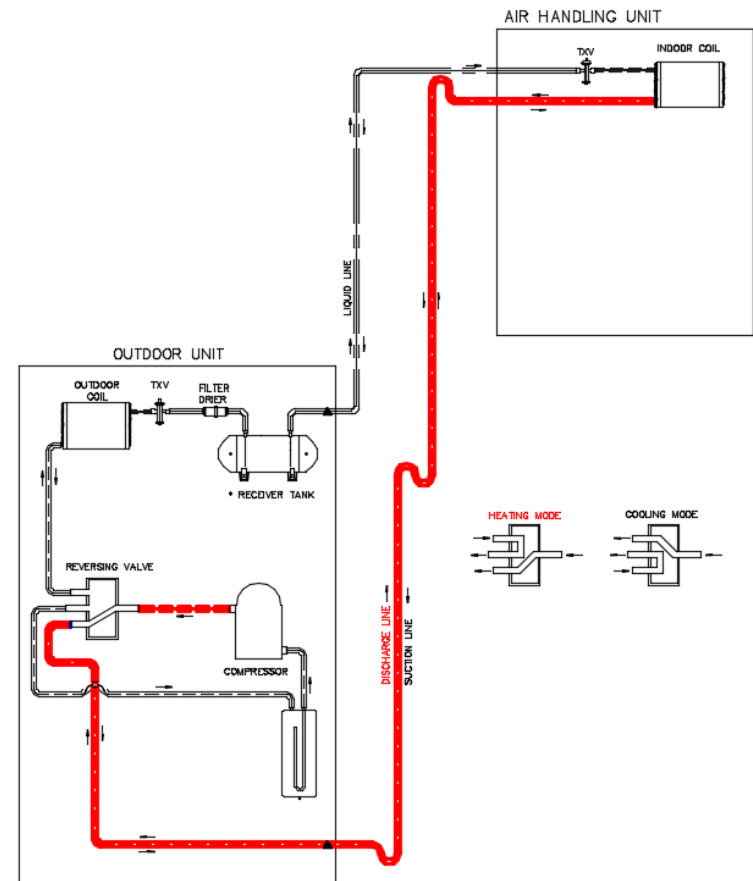 AIR HANDLING UNIT
TXV
INDOOR COIL
LIQUID LINE
OUTDOOR UNIT
OUTDOOR
COIL
TXV
FILTER
DRIER
* RECEIVER TANK
HEATING MODE
COOLING MODE
REVERSING VALVE
COMPRESSOR
DISCHARGE LINE
SUCTION LINE